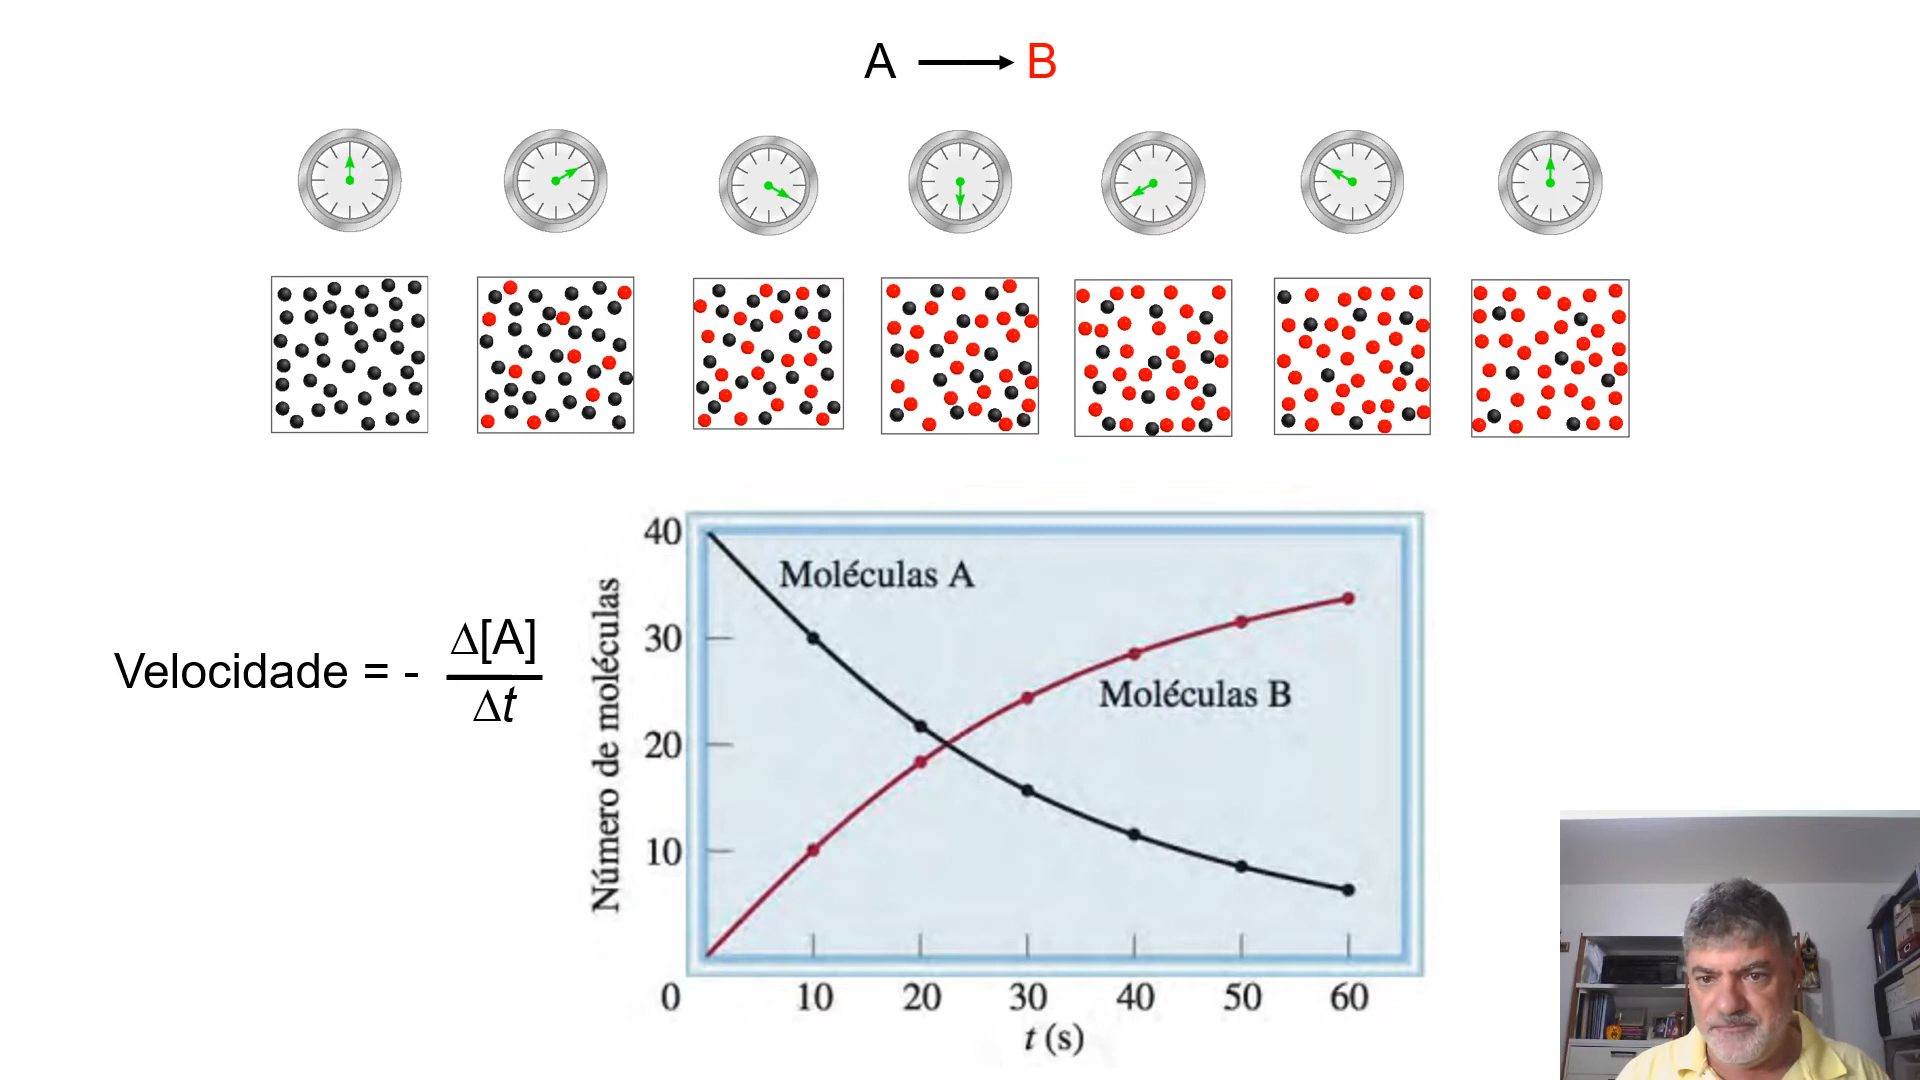 A ⟶ B
Velocidade = - Δ[A]
Δt
Número de moléculas
40
30
20
10
0
Moléculas A
Moléculas B
10 20 30 40 50 60
t (s)